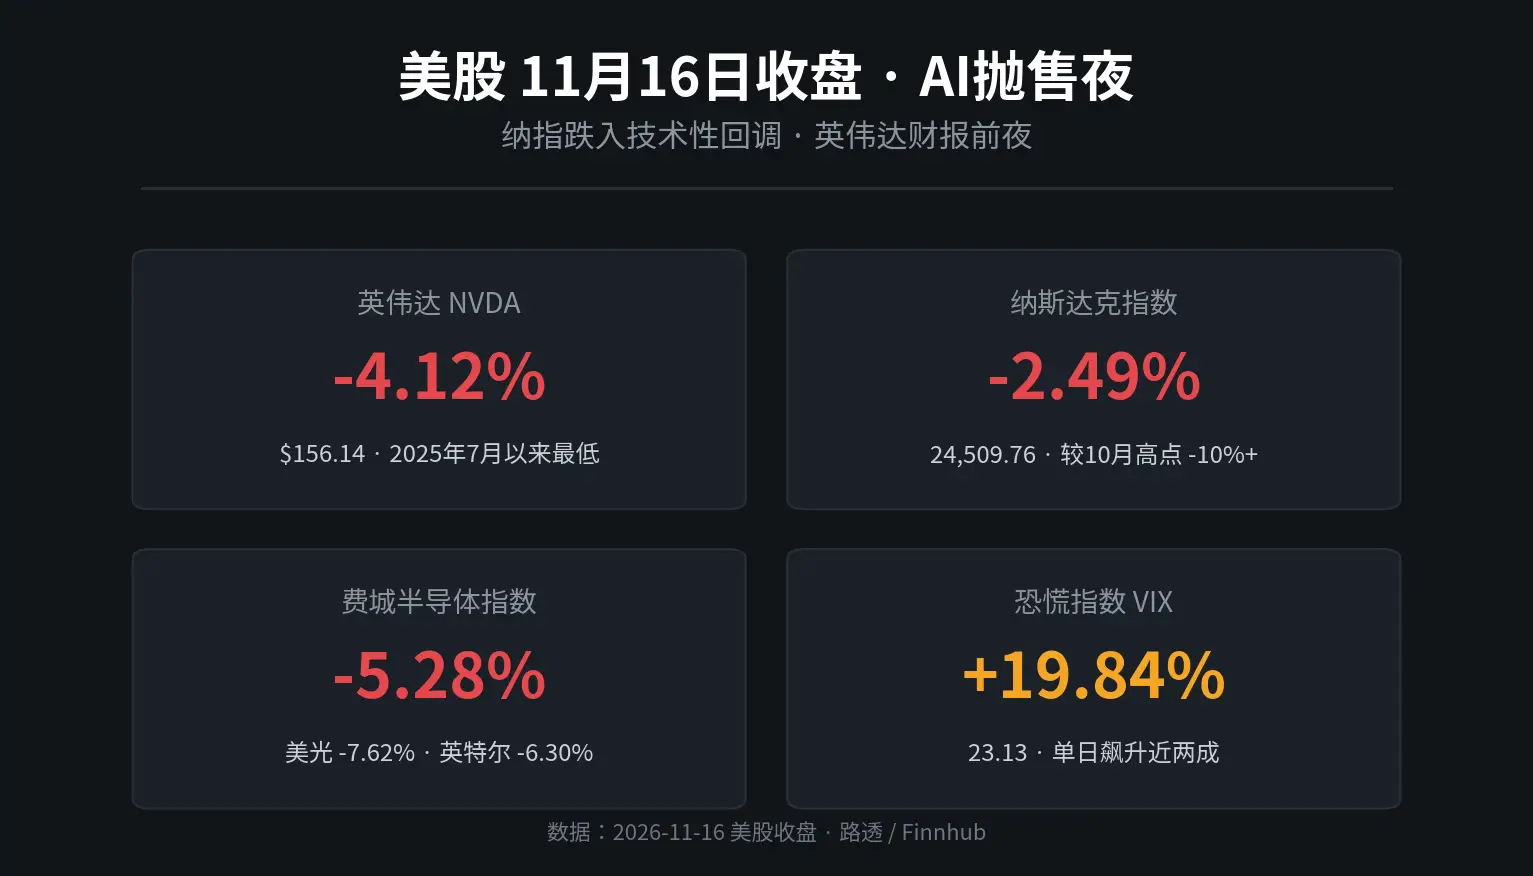 美股 11月16日收盘 · AI抛售夜
纳指跌入技术性回调 · 英伟达财报前夜
英伟达 NVDA
-4.12%
$156.14 · 2025年7月以来最低
纳斯达克指数
-2.49%
24,509.76 · 较10月高点 -10%+
费城半导体指数
-5.28%
美光 -7.62% · 英特尔 -6.30%
恐慌指数 VIX
+19.84%
23.13 · 单日飙升近两成
数据：2026-11-16 美股收盘 · 路透 / Finnhub